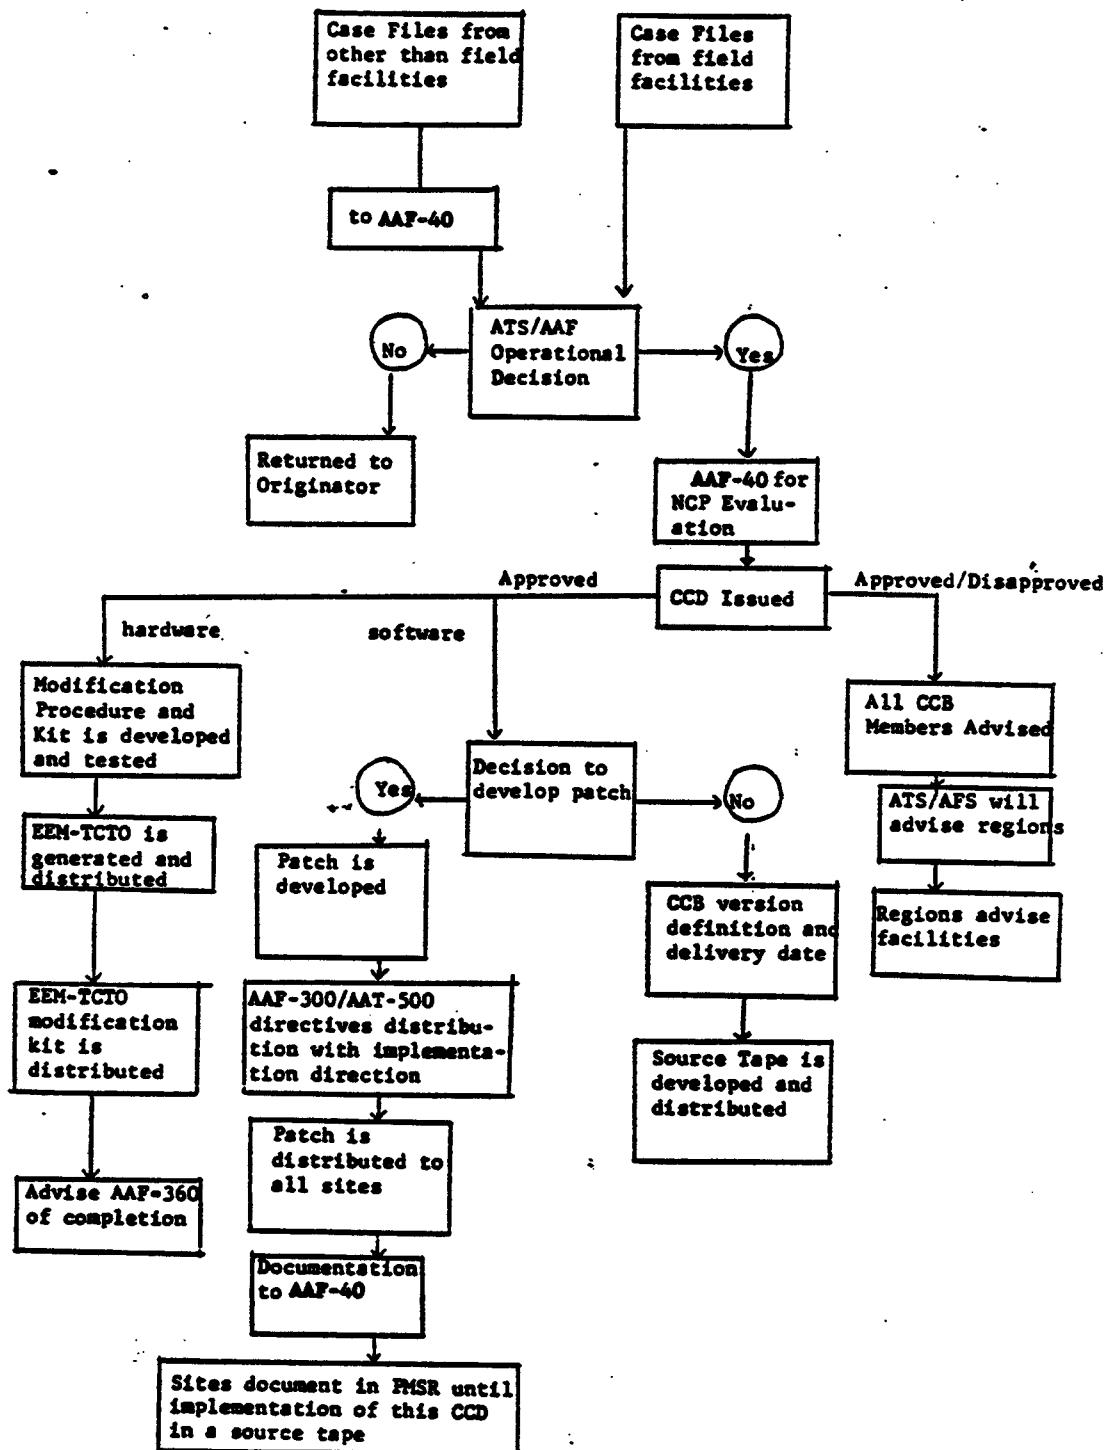 Case Files from
other than field
facilities
Case Files
from field
facilities
to AAF-40
ATS/AAF
Operational
Decision
No
Yes
Returned to
Originator
AAF-40 for
NCP Evalu-
ation
CCD Issued
Approved
Approved/Disapproved
hardware
software
Modification
Procedure and
Kit is developed
and tested
All CCB
Members Advised
Decision to
develop patch
Yes
No
ATS/AFS will
advise regions
EEM-TCTO is
generated and
distributed
Patch is
developed
CCB version
definition and
delivery date
Regions advise
facilities
EEM-TCTO
modification
kit is
distributed
AAF-300/AAT-500
directives distribu-
tion with implementa-
tion direction
Source Tape is
developed and
distributed
Patch is
distributed to
all sites
Advise AAF-360
of completion
Documentation
to AAF-40
Sites document in PMSR until
implementation of this CCD
in a source tape